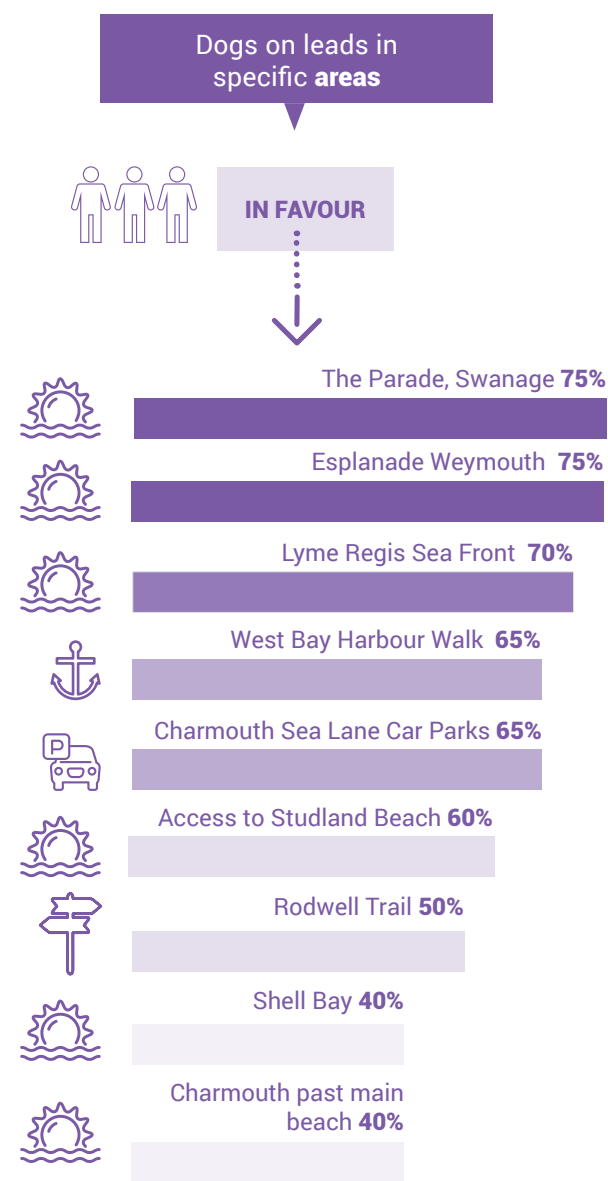 Dogs on leads in
specific areas
IN FAVOUR
The Parade, Swanage 75%
Esplanade Weymouth 75%
Lyme Regis Sea Front 70%
West Bay Harbour Walk 65%
P
Charmouth Sea Lane Car Parks 65%
Access to Studland Beach 60%
Rodwell Trail 50%
Shell Bay 40%
Charmouth past main
beach 40%